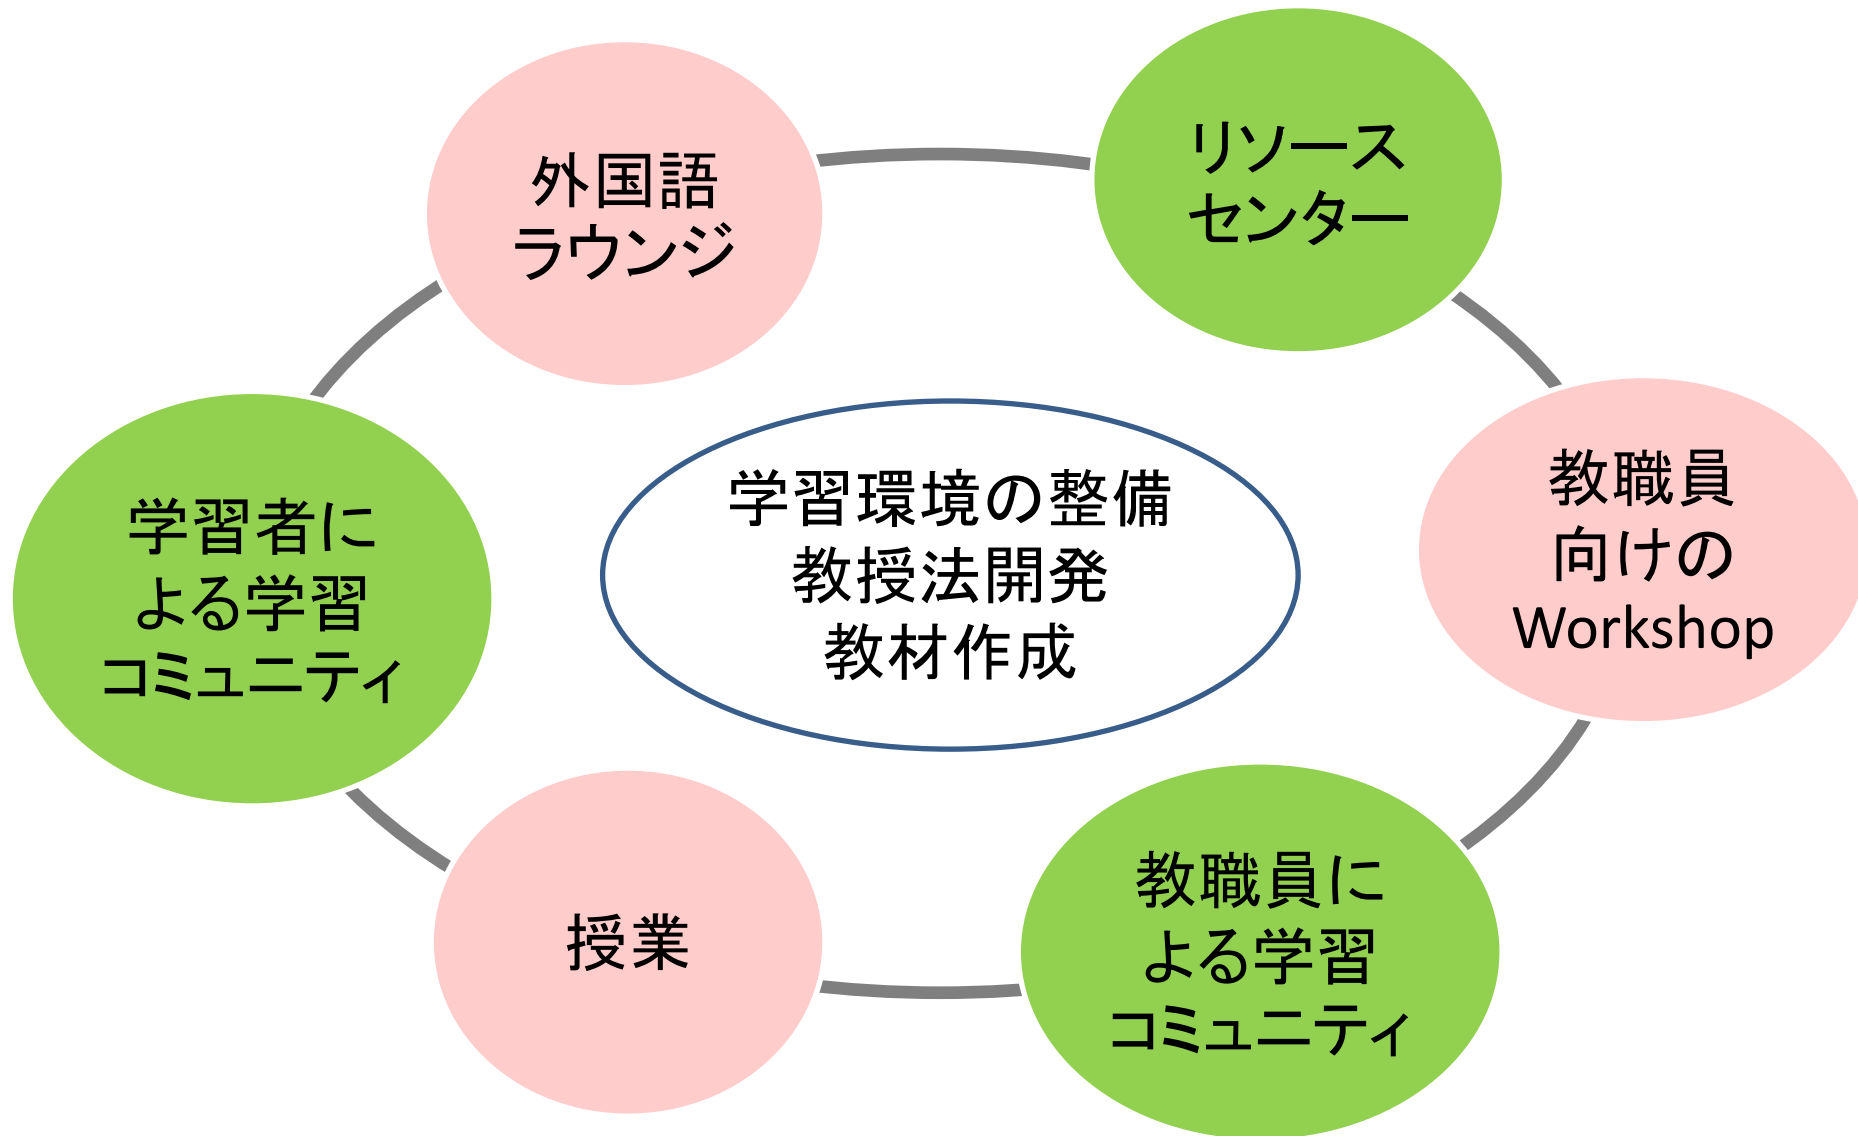 外国語
ラウンジ
リソース
センター
学習者に
よる学習
コミュニティ
学習環境の整備
教授法開発
教材作成
教職員
向けの
Workshop
授業
教職員に
よる学習
コミュニティ